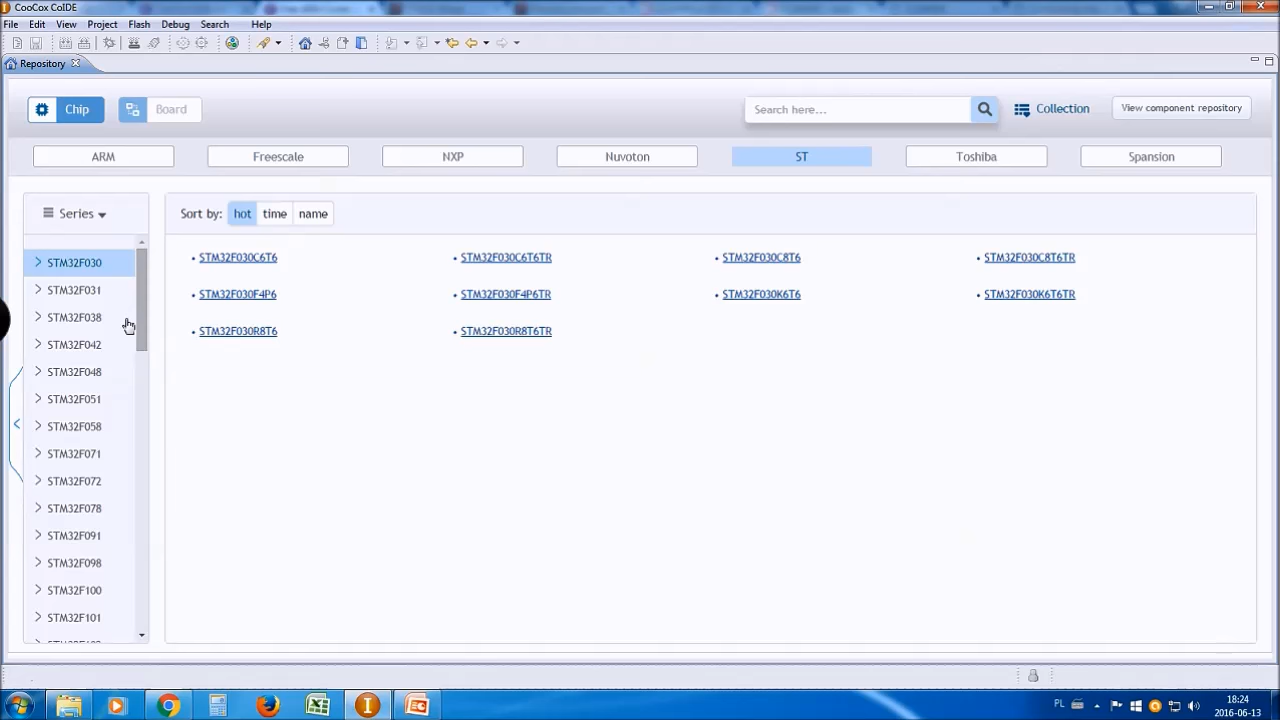 CooCox CoIDE
File Edit View Project Flash Debug Search Help
Repository
Chip Board Search here... Collection View component repository
ARM Freescale NXP Nuvoton ST Toshiba Spansion
Series Sort by: hot time name
STM32F030C6T6 STM32F030C6T6TR STM32F030C8T6 STM32F030C8T6TR
STM32F030F4P6 STM32F030F4P6TR STM32F030K6T6 STM32F030K6T6TR
STM32F030R8T6 STM32F030R8T6TR
STM32F030
STM32F031
STM32F038
STM32F042
STM32F048
STM32F051
STM32F058
STM32F071
STM32F072
STM32F078
STM32F091
STM32F098
STM32F100
STM32F101
PL 18:24
2016-06-13